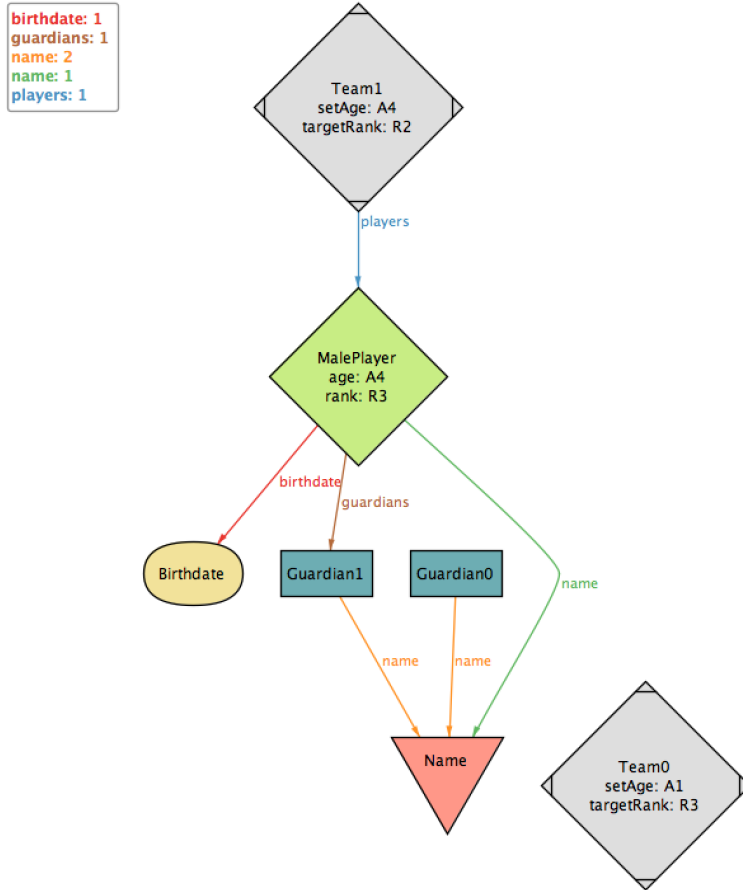 birthdate: 1
guardians: 1
name: 2
name: 1
players: 1
Team1
setAge: A4
targetRank: R2
players
MalePlayer
age: A4
rank: R3
birthdate
guardians
Birthdate
Guardian1
Guardian0
name
name
name
Name
Team0
setAge: A1
targetRank: R3